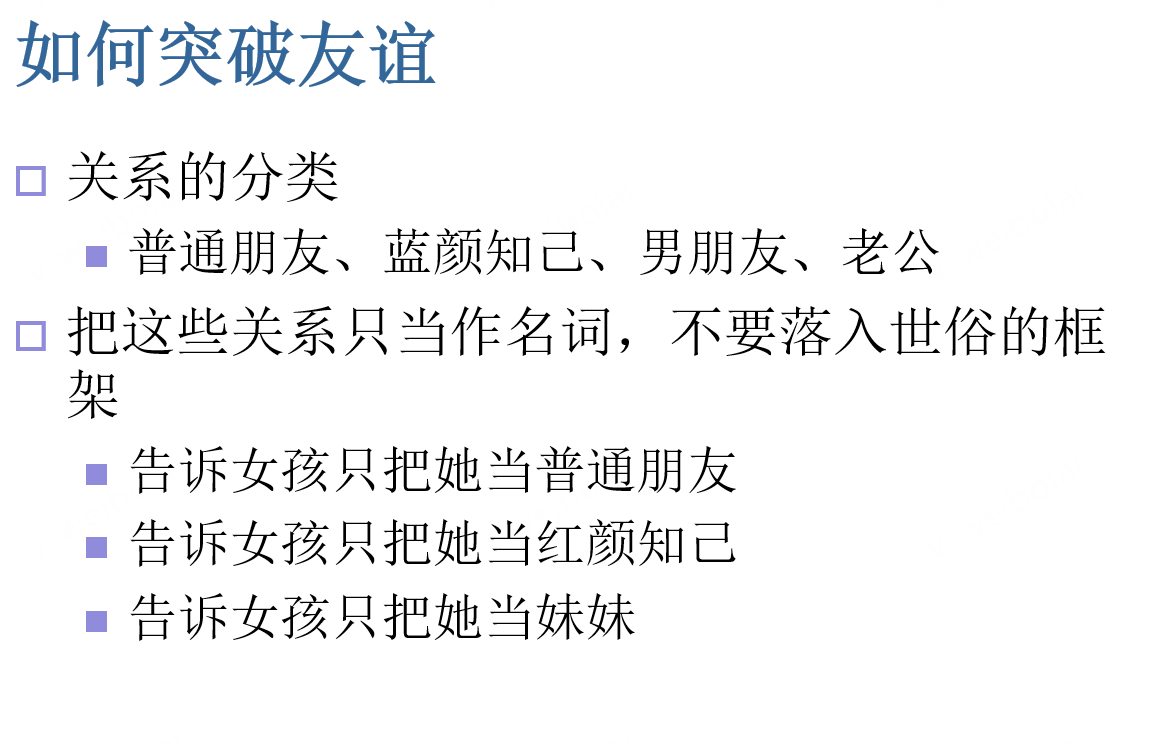 如何突破友谊
关系的分类
普通朋友、蓝颜知己、男朋友、老公
把这些关系只当作名词，不要落入世俗的框
架
告诉女孩只把她当普通朋友
告诉女孩只把她当红颜知己
告诉女孩只把她当妹妹